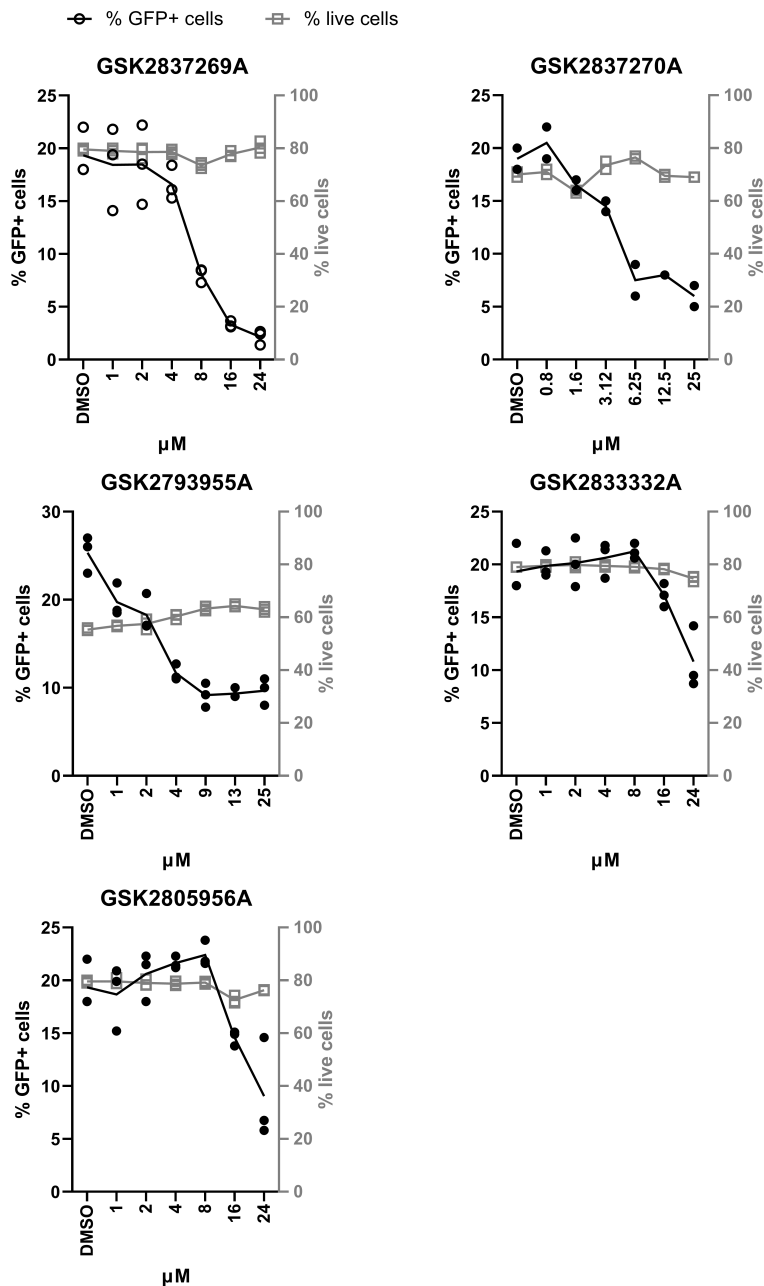 % GFP+ cells % live cells
GSK2837269A
25
20
15
10
5
0
% GFP+ cells
100
80
60
40
20
0
% live cells
DMSO 1 2 4 8 16 24
µM
GSK2837270A
25
20
15
10
5
0
% GFP+ cells
100
80
60
40
20
0
% live cells
DMSO 0.8 1.6 3.12 6.25 12.5 25
µM
GSK2793955A
30
20
10
0
% GFP+ cells
100
80
60
40
20
0
% live cells
DMSO 1 2 4 9 13 25
µM
GSK2833332A
25
20
15
10
5
0
% GFP+ cells
100
80
60
40
20
0
% live cells
DMSO 1 2 4 8 16 24
µM
GSK2805956A
25
20
15
10
5
0
% GFP+ cells
100
80
60
40
20
0
% live cells
DMSO 1 2 4 8 16 24
µM